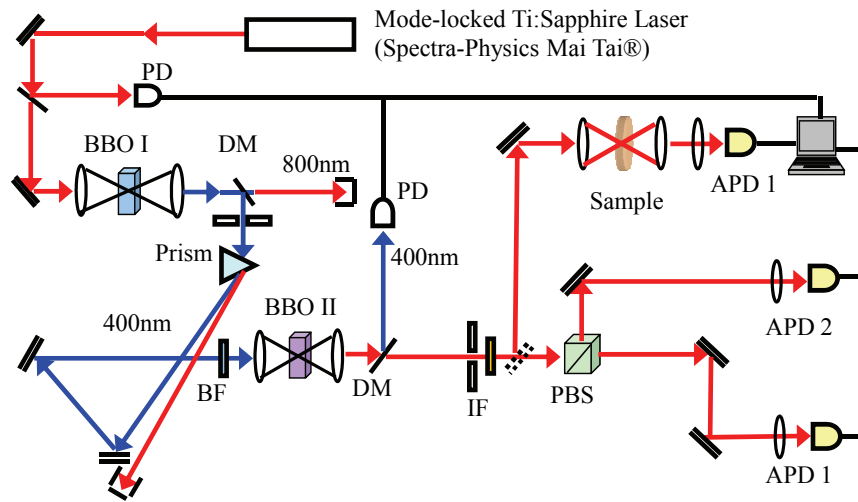 Mode-locked Ti:Sapphire Laser
(Spectra-Physics Mai Tai®)
PD
BBO I
DM
800nm
PD
APD 1
Sample
Prism
400nm
400nm
BBO II
APD 2
BF
DM
IF
PBS
APD 1